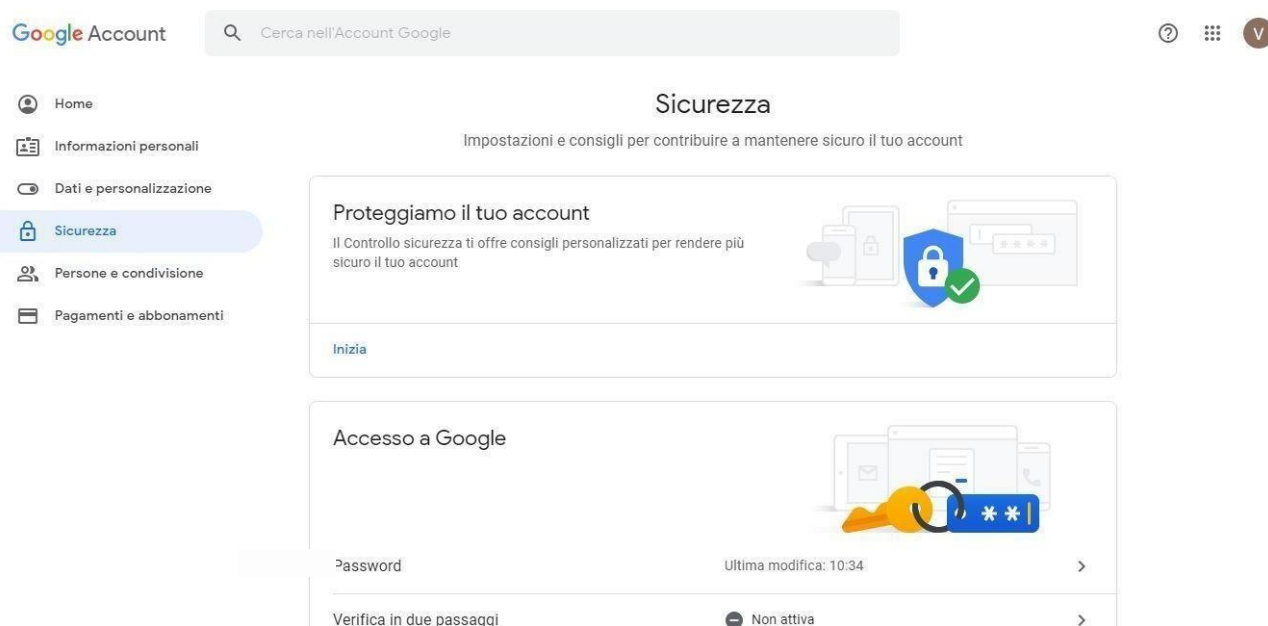 Google Account
Cerca nell'Account Google
V
Home
Informazioni personali
Dati e personalizzazione
Sicurezza
Persone e condivisione
Pagamenti e abbonamenti
Sicurezza
Impostazioni e consigli per contribuire a mantenere sicuro il tuo account
Proteggiamo il tuo account
Il Controllo sicurezza ti offre consigli personalizzati per rendere più
sicuro il tuo account
Inizia
Accesso a Google
Password
Ultima modifica: 10:34
Verifica in due passaggi
Non attiva